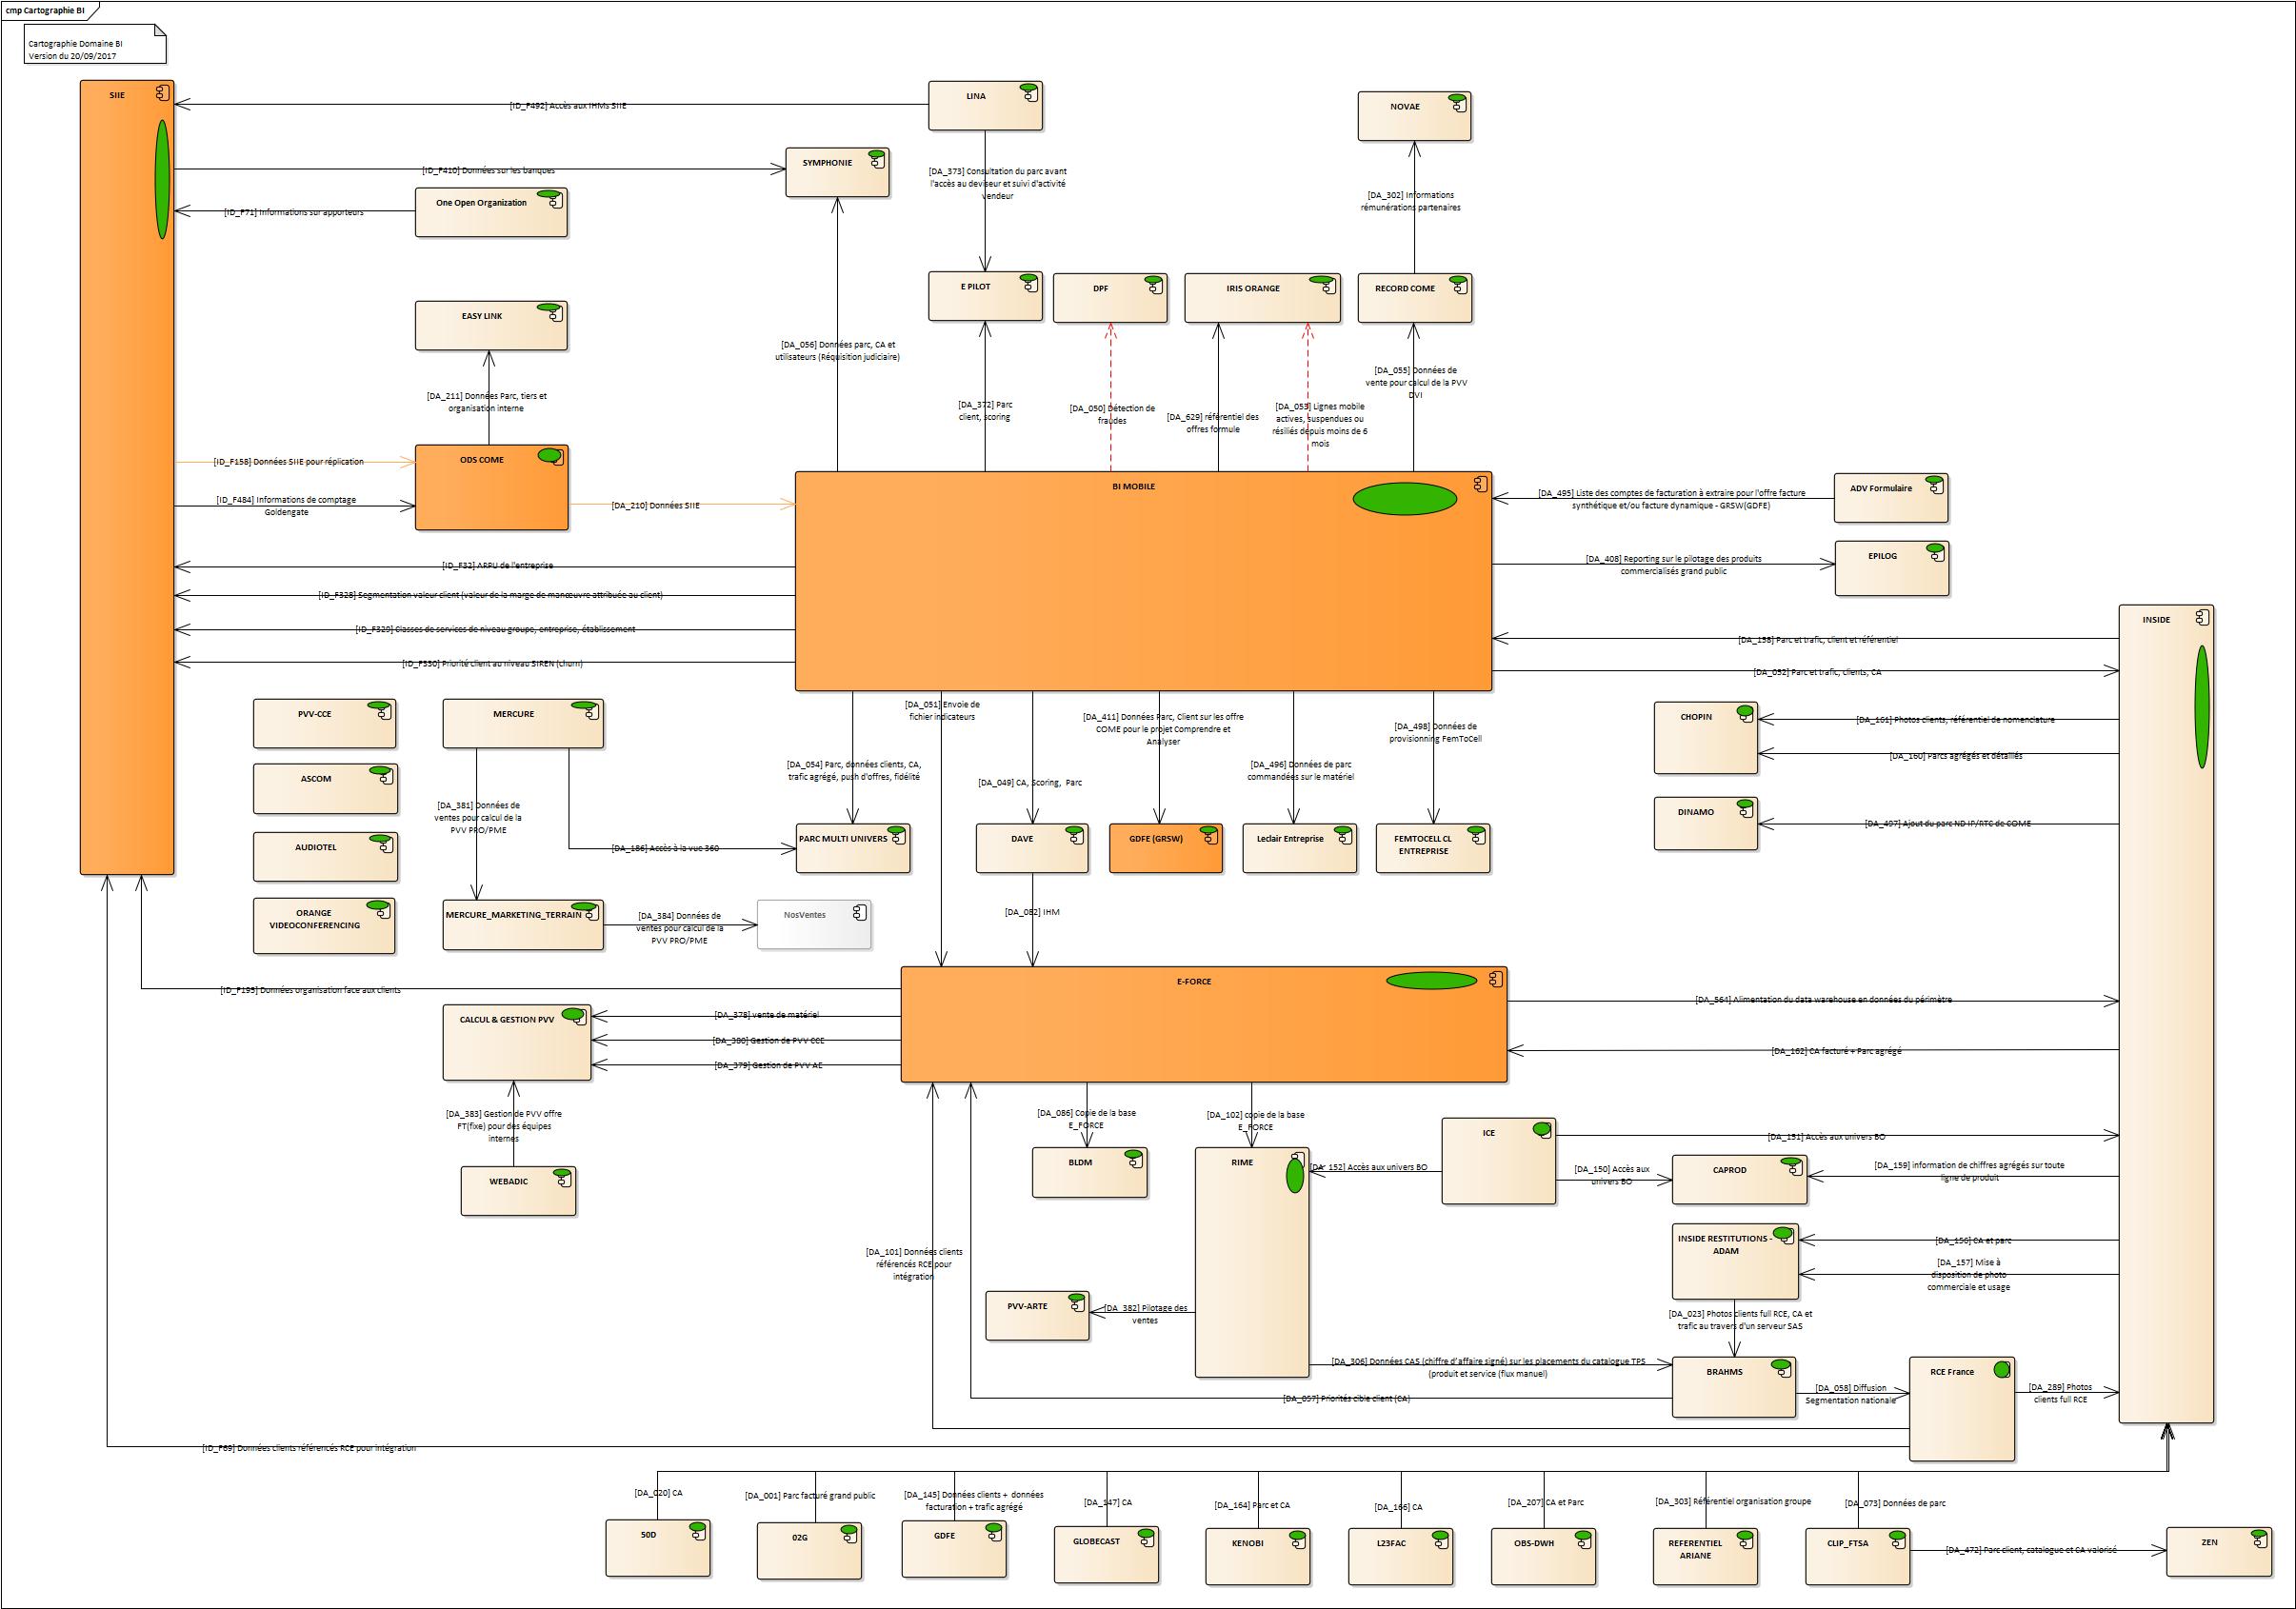 cmp Cartographie BI
Cartographie Domaine BI
Version du 20/09/2017
SIIE
LINA
NOVAE
[ID_F492] Accès aux IHMs SIIE
SYMPHONIE
[ID_F410] Données sur les banques
[DA_373] Consultation du parc avant
l'accès au deviseur et suivi d'activité
vendeur
[DA_302] Informations
rémunérations partenaires
One Open Organization
[ID_F71] Informations sur apporteurs
E PILOT
DPF
IRIS ORANGE
RECORD COME
EASY LINK
[DA_056] Données parc, CA et
utilisateurs (Réquisition judiciaire)
[DA_211] Données Parc, tiers et
organisation interne
[DA_372] Parc
client, scoring
[DA_050] Détection de
fraudes
[DA_629] référentiel des
offres formule
[DA_053] Lignes mobile
actives, suspendues ou
résiliés depuis moins de 6
mois
[DA_055] Données de
vente pour calcul de la PVV
DVI
[ID_F158] Données SIIE pour réplication
ODS COME
[ID_F484] Informations de comptage
Goldengate
[DA_210] Données SIIE
BI MOBILE
[DA_495] Liste des comptes de facturation à extraire pour l'offre facture
synthétique et/ou facture dynamique - GRSW(GDFE)
ADV Formulaire
[DA_408] Reporting sur le pilotage des produits
commercialisés grand public
EPILOG
[ID_F32] ARPU de l'entreprise
[ID_F328] Segmentation valeur client (valeur de la marge de manœuvre attribuée au client)
[ID_F329] Classes de services de niveau groupe, entreprise, établissement
[ID_F330] Priorité client au niveau SIREN (churn)
INSIDE
[DA_158] Parc et trafic, client et référentiel
[DA_052] Parc et trafic, clients, CA
PVV-CCE
MERCURE
[DA_051] Envoie de
fichier indicateurs
[DA_411] Données Parc, Client sur les offre
COME pour le projet Comprendre et
Analyser
[DA_498] Données de
provisionning FemToCell
CHOPIN
[DA_161] Photos clients, référentiel de nomenclature
[DA_160] Parcs agrégés et détaillés
ASCOM
[DA_054] Parc, données clients, CA,
trafic agrégé, push d'offres, fidélité
[DA_049] CA, Scoring, Parc
[DA_496] Données de parc
commandées sur le matériel
[DA_381] Données de
ventes pour calcul de la
PVV PRO/PME
DINAMO
[DA_497] Ajout du parc ND IP/RTC de COME
AUDIOTEL
[DA_186] Accès à la vue 360
PARC MULTI UNIVERS
DAVE
GDFE (GRSW)
Leclair Entreprise
FEMTOCELL CL
ENTREPRISE
ORANGE
VIDEOCONFERENCING
MERCURE_MARKETING_TERRAIN
[DA_384] Données de
ventes pour calcul de la
PVV PRO/PME
NosVentes
[DA_082] IHM
E-FORCE
[ID_F195] Données organisation face aux clients
CALCUL & GESTION PVV
[DA_378] vente de matériel
[DA_380] Gestion de PVV CCE
[DA_379] Gestion de PVV AE
[DA_564] Alimentation du data warehouse en données du périmètre
[DA_162] CA facturé + Parc agrégé
[DA_383] Gestion de PVV offre
FT(fixe) pour des équipes
internes
WEBADIC
[DA_086] Copie de la base
E_FORCE
[DA_102] copie de la base
E_FORCE
BLDM
RIME
ICE
[DA_151] Accès aux univers BO
[DA_152] Accès aux univers BO
[DA_150] Accès aux
univers BO
CAPROD
[DA_159] information de chiffres agrégés sur toute
ligne de produit
[DA_101] Données clients
référencés RCE pour
intégration
INSIDE RESTITUTIONS -
ADAM
[DA_156] CA et parc
[DA_157] Mise à
disposition de photo
commerciale et usage
PVV-ARTE
[DA_382] Pilotage des
ventes
[DA_023] Photos clients full RCE, CA et
trafic au travers d'un serveur SAS
[DA_306] Données CAS (chiffre d'affaire signé) sur les placements du catalogue TPS
(produit et service (flux manuel)
BRAHMS
[DA_058] Diffusion
Segmentation nationale
RCE France
[DA_289] Photos
clients full RCE
[DA_057] Priorités cible client (CA)
[ID_F69] Données clients référencés RCE pour intégration
[DA_020] CA
[DA_001] Parc facturé grand public
[DA_145] Données clients + données
facturation + trafic agrégé
[DA_147] CA
[DA_164] Parc et CA
[DA_166] CA
[DA_207] CA et Parc
[DA_303] Référentiel organisation groupe
[DA_073] Données de parc
50D
02G
GDFE
GLOBECAST
KENOBI
L23FAC
OBS-DWH
REFERENTIEL
ARIANE
CLIP_FTSA
[DA_472] Parc client, catalogue et CA valorisé
ZEN